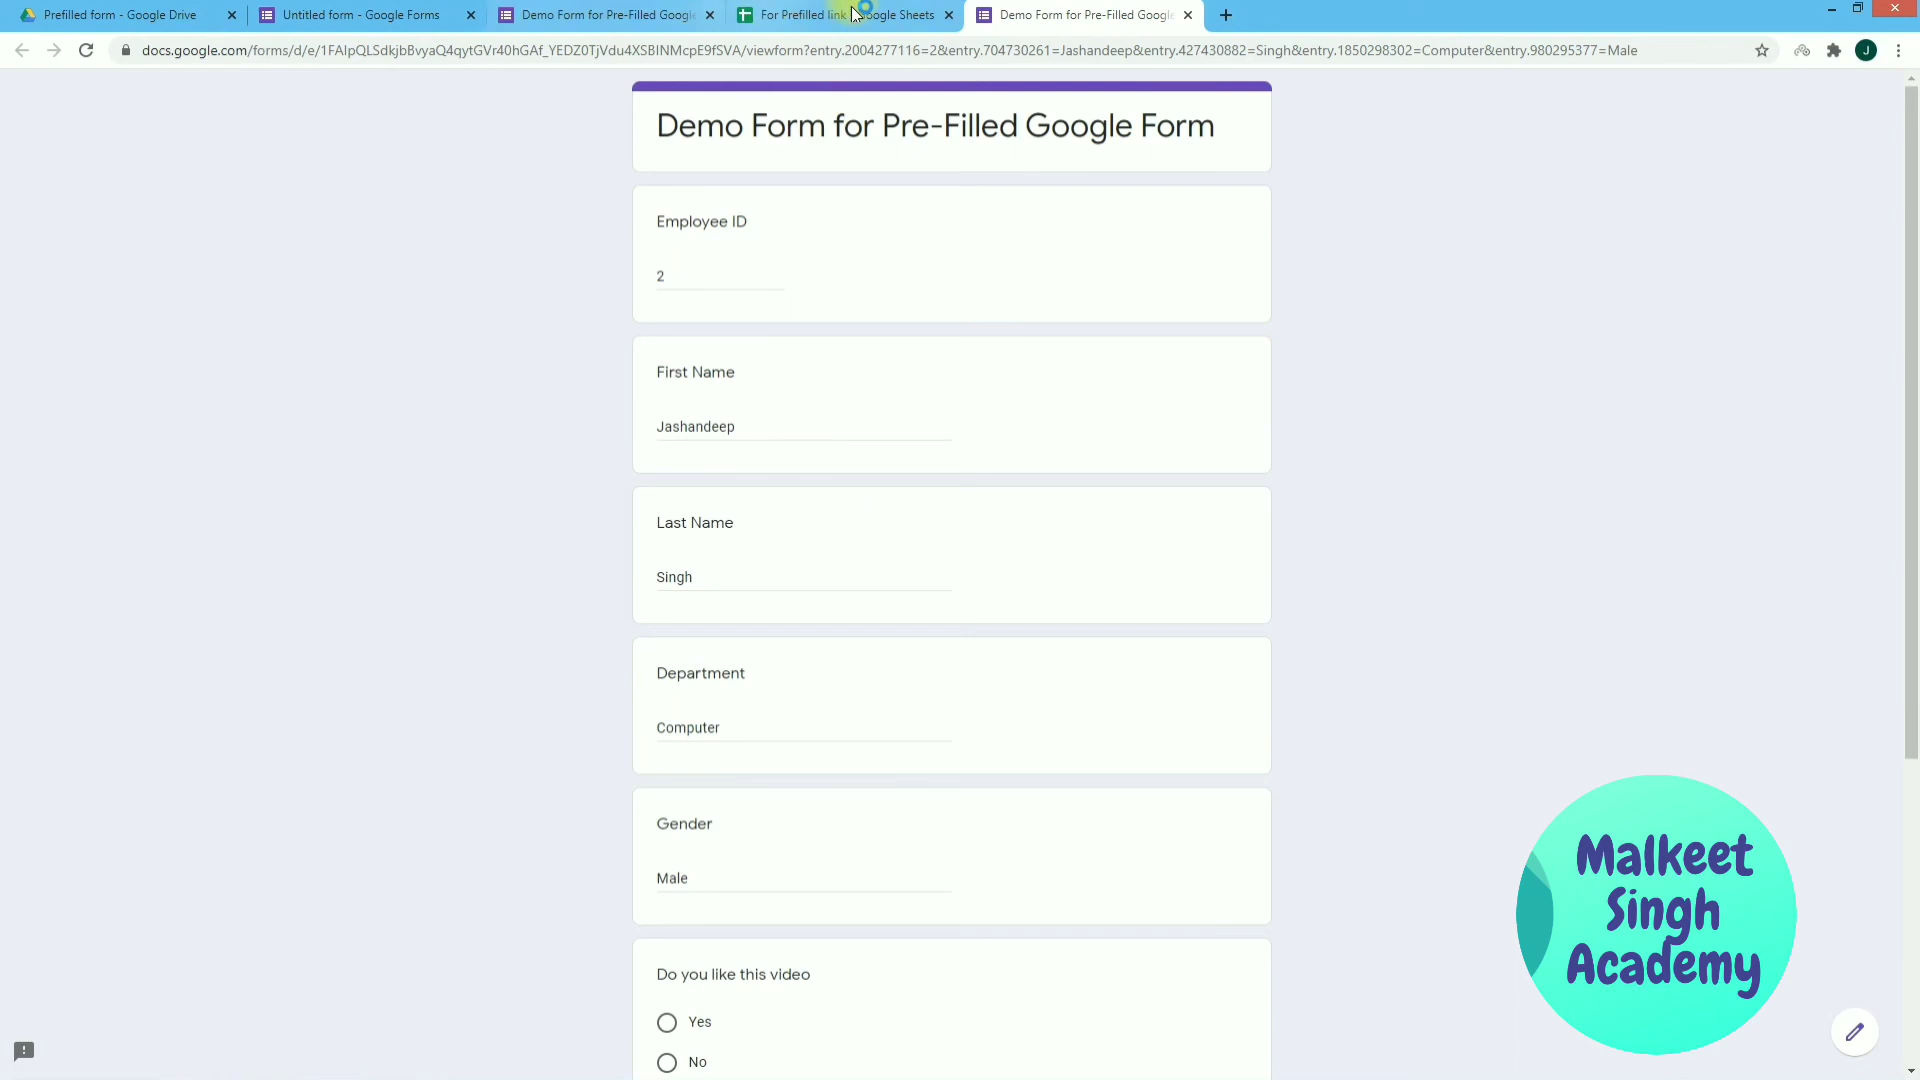 Prefilled form - Google Drive
Untitled form - Google Forms
Demo Form for Pre-Filled Googl
For Prefilled link Google Sheets
Demo Form for Pre-Filled Googl
docs.google.com/forms/d/e/1FAIpQLSdkjbBvyaQ4qytGVr40hGAf_YEDZ0TjVdu4XSBINMcpE9fSVA/viewform?entry.2004277116=2&entry.704730261=Jashandeep&entry.427430882=Singh&entry.1850298302=Computer&entry.980295377=Male
J
Demo Form for Pre-Filled Google Form
Employee ID
2
First Name
Jashandeep
Last Name
Singh
Department
Computer
Gender
Male
Do you like this video
Yes
No
Malkeet
Singh
Academy